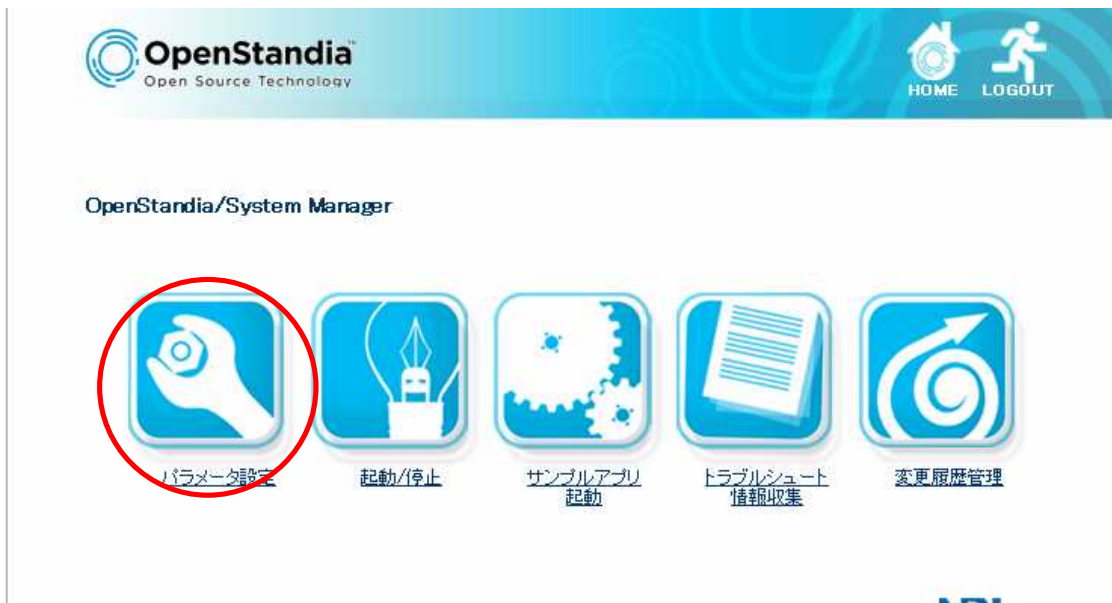 OpenStandia™
Open Source Technology
HOME LOGOUT
OpenStandia/System Manager
パラメータ設定 起動/停止 サンプルアプリ トラブルシュート 変更履歴管理
起動 情報収集